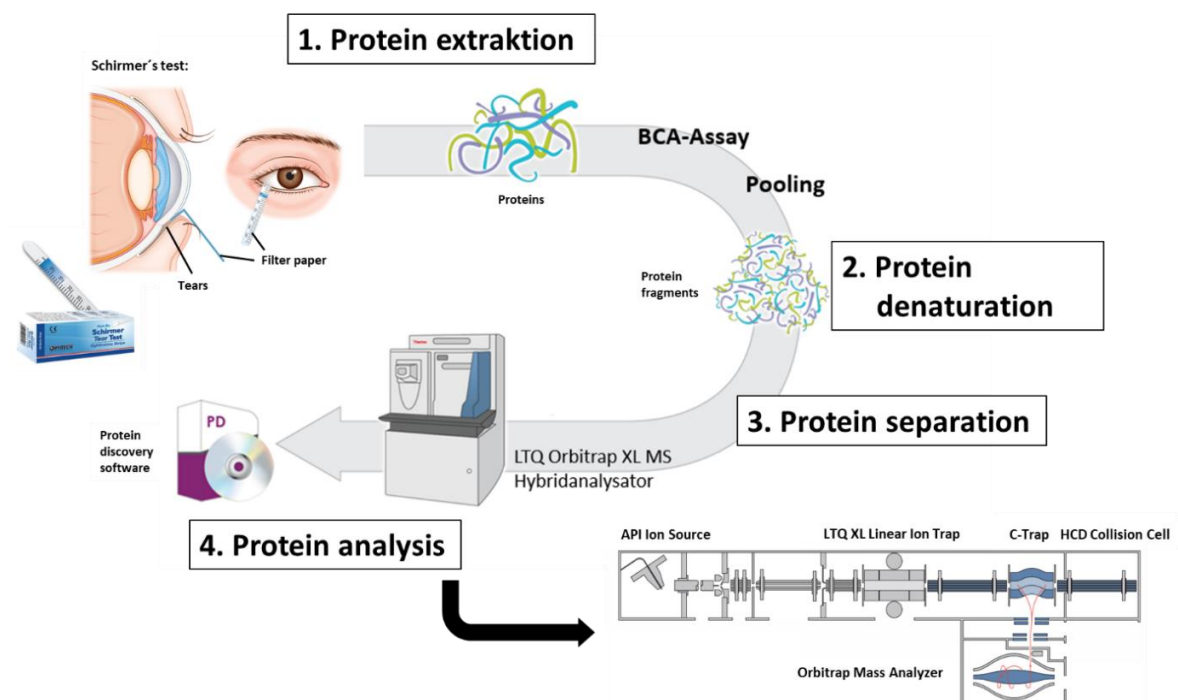 1. Protein extraktion
Schirmer´s test:
Proteins
BCA-Assay
Pooling
Filter paper
Tears
Schirmer
Tear Test
Protein
fragments
2. Protein
denaturation
3. Protein separation
PD
Protein
discovery
software
LTQ Orbitrap XL MS
Hybridanalysator
4. Protein analysis
API Ion Source
LTQ XL Linear Ion Trap
C-Trap
HCD Collision Cell
Orbitrap Mass Analyzer